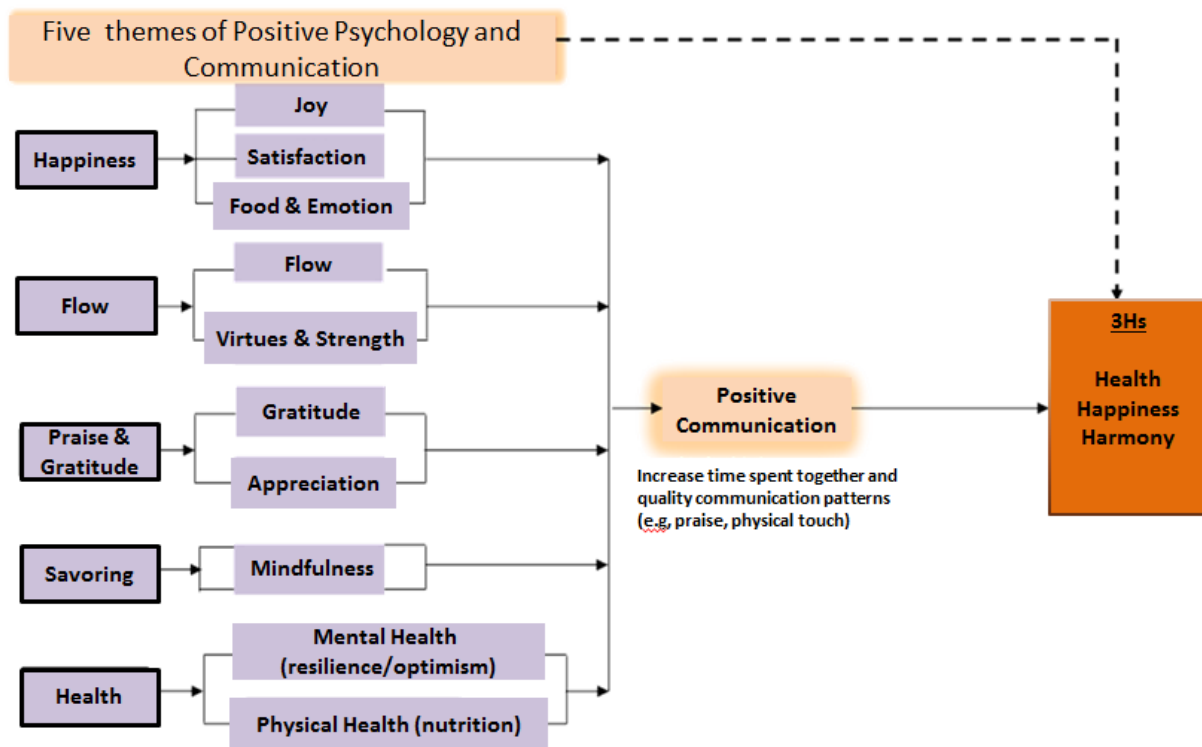 Five themes of Positive Psychology and
Communication
Happiness
Joy
Satisfaction
Food & Emotion
Flow
Flow
Virtues & Strength
Praise &
Gratitude
Gratitude
Appreciation
Savoring
Mindfulness
Health
Mental Health
(resilience/optimism)
Physical Health (nutrition)
Positive
Communication
Increase time spent together and
quality communication patterns
(e.g, praise, physical touch)
3Hs
Health
Happiness
Harmony